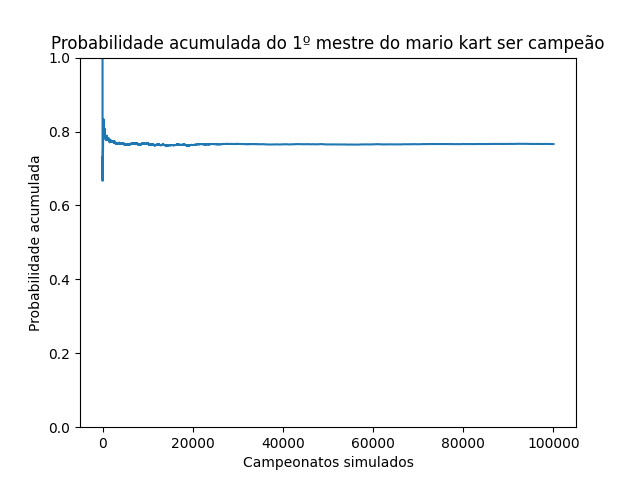 Probabilidade acumulada do 1º mestre do mario kart ser campeão
1.0
0.8
0.6
0.4
0.2
0.0
Probabilidade acumulada
0 20000 40000 60000 80000 100000
Campeonatos simulados